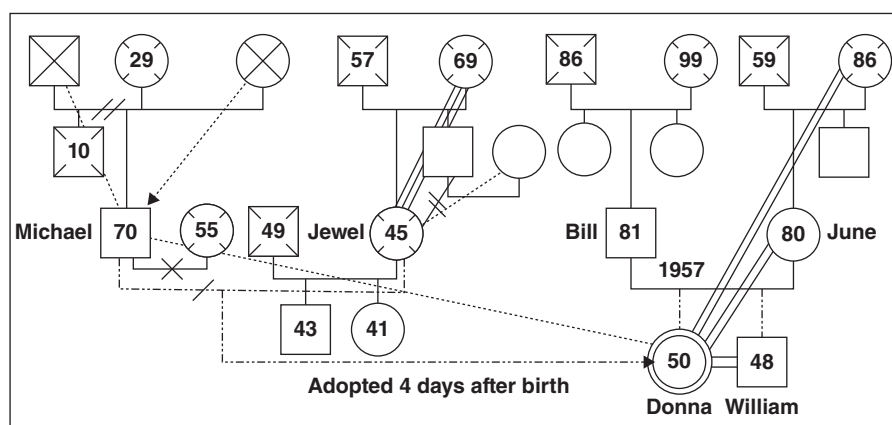 29 57 69 86 99 59 86
10
Michael 70 55 49 Jewel 45 Bill 81 80 June
1957
43 41 50 48
Adopted 4 days after birth
Donna William